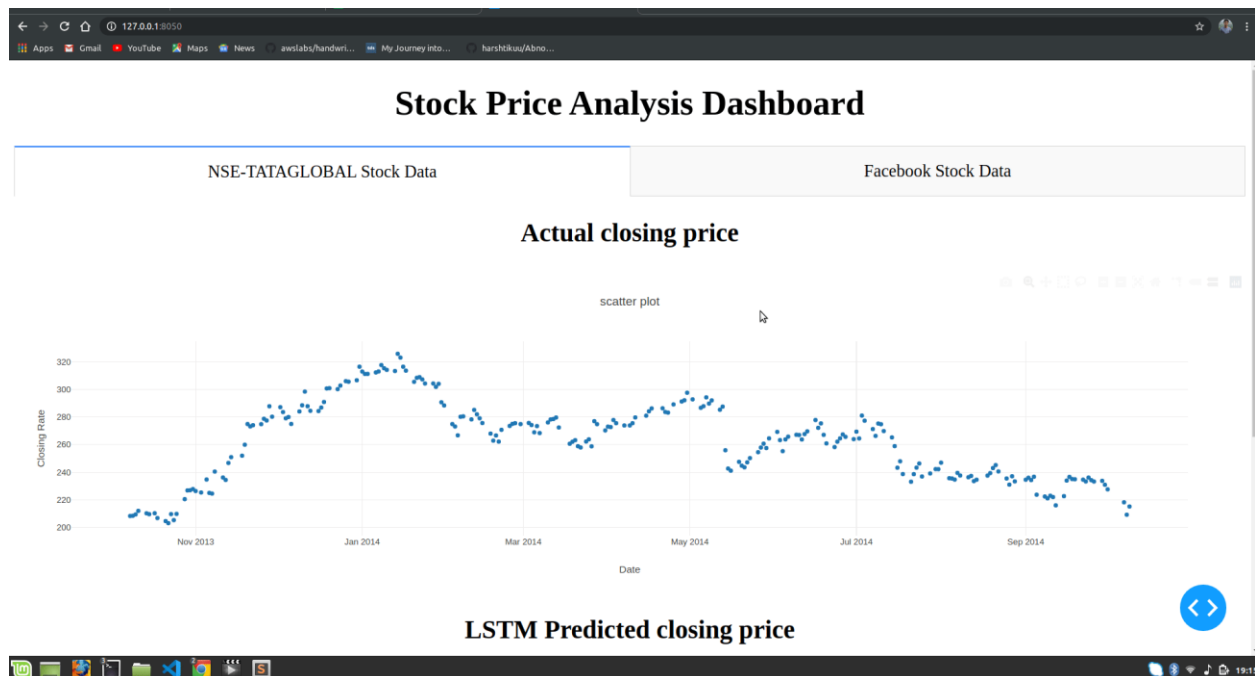 127.0.0.1:8050
Apps Gmail YouTube Maps News awslabs/handwri... My Journey into... harshtikuu/Abno...
Stock Price Analysis Dashboard
NSE-TATAGLOBAL Stock Data
Facebook Stock Data
Actual closing price
scatter plot
320
300
280
260
240
220
200
Closing Rate
Nov 2013 Jan 2014 Mar 2014 May 2014 Jul 2014 Sep 2014
Date
LSTM Predicted closing price